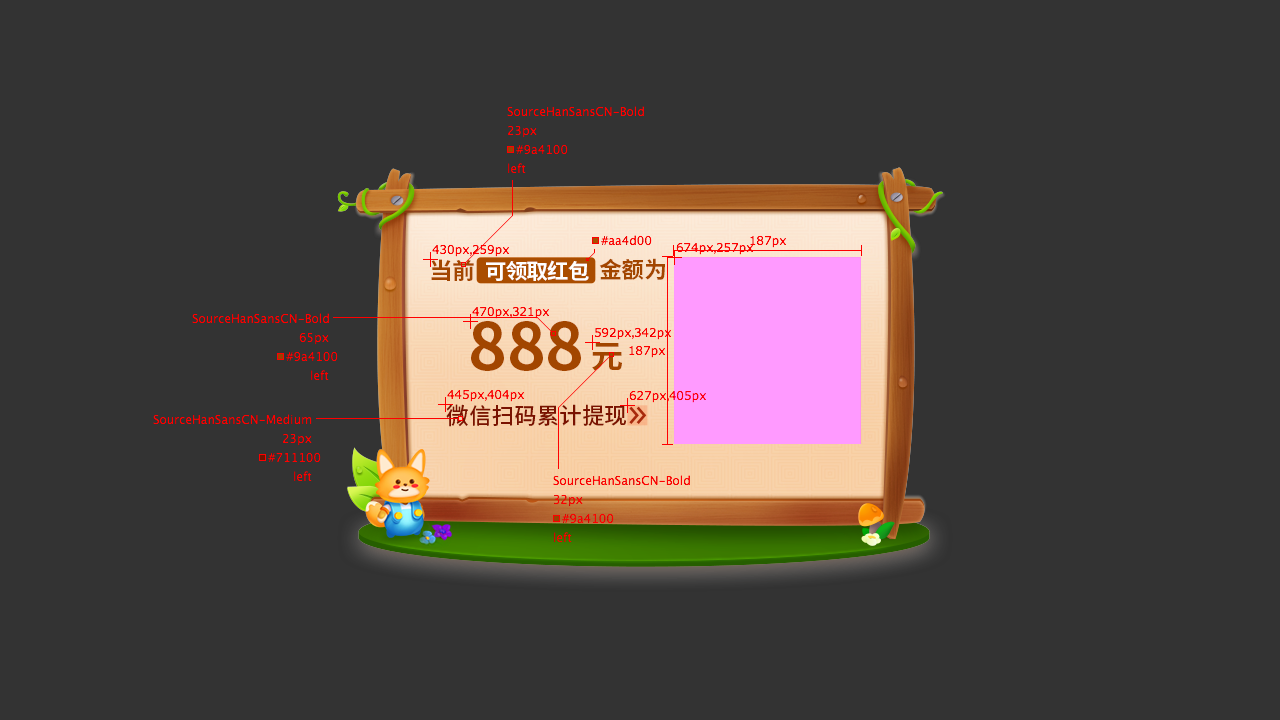 SourceHanSansCN-Bold
23px
#9a4100
left
#aa4d00
187px
430px,259px
674px,257px
当前 可领取红包 金额为
470px,321px
SourceHanSansCN-Bold
65px
#9a4100
left
592px,342px
187px
888元
445px,404px
627px,405px
微信扫码累计提现
SourceHanSansCN-Medium
23px
#711100
left
SourceHanSansCN-Bold
32px
#9a4100
left